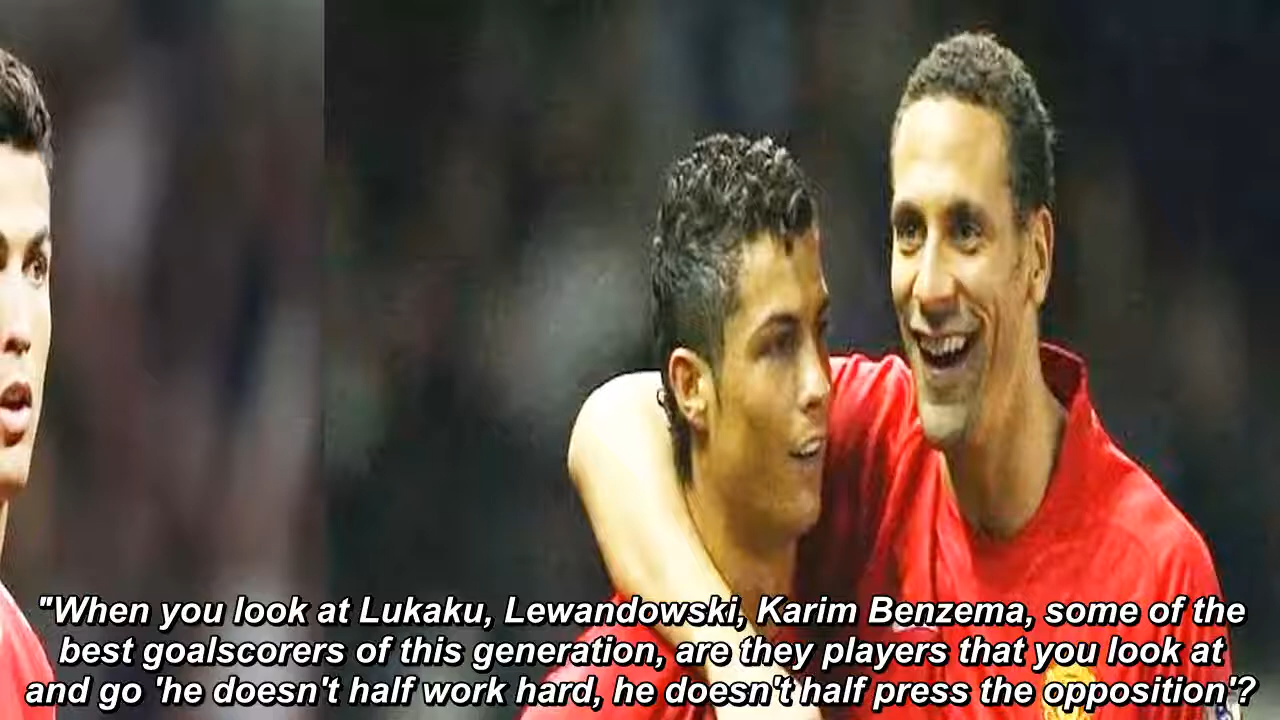 "When you look at Lukaku, Lewandowski, Karim Benzema, some of the
best goalscorers of this generation, are they players that you look at
and go 'he doesn't half work hard, he doesn't half press the opposition'?